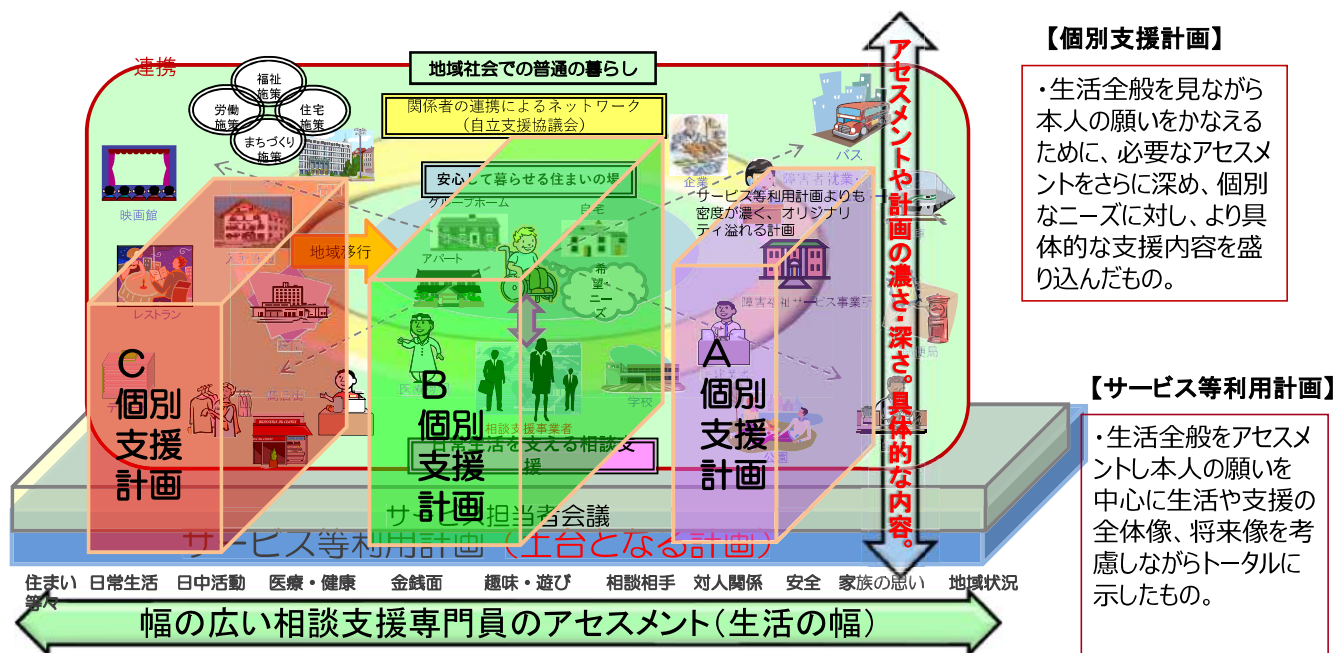 連携
地域社会での普通の暮らし
福祉
施策
労働
施策
住宅
施策
まちづくり
施策
関係者の連携によるネットワーク
（自立支援協議会）
安心して暮らせる住まいの場
グループホーム
自宅
アパート
希望・ニーズ
地域移行
映画館
レストラン
企業
バス
障害者就業・
サービス等利用計画よりも
密度が濃く、オリジナリ
ティ溢れる計画
障害福祉サービス事業所
学校
公園
相談支援事業者
日常生活を支える相談支
援
C
個別
支援
計画
B
個別
支援
計画
A
個別
支援
計画
アセスメントや計画の濃さ・深さ。具体的な内容。
サービス担当者会議
サービス等利用計画（土台となる計画）
住まい 日常生活 日中活動 医療・健康 金銭面 趣味・遊び 相談相手 対人関係 安全 家族の思い 地域状況
等々
幅の広い相談支援専門員のアセスメント（生活の幅）
【個別支援計画】
・生活全般を見ながら
本人の願いをかなえる
ために、必要なアセスメ
ントをさらに深め、個別
なニーズに対し、より具
体的な支援内容を盛
り込んだもの。
【サービス等利用計画】
・生活全般をアセスメ
ントし本人の願いを
中心に生活や支援の
全体像、将来像を考
慮しながらトータルに
示したもの。